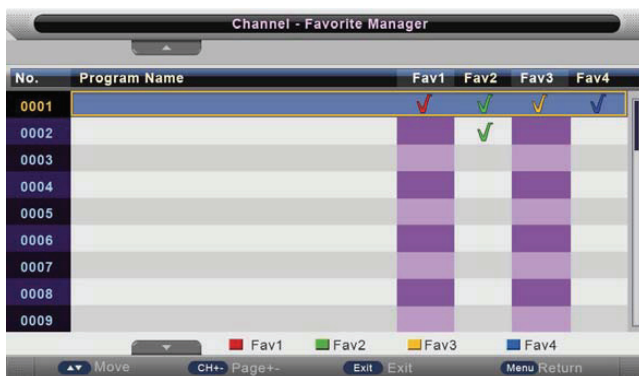 Channel - Favorite Manager
No. Program Name Fav1 Fav2 Fav3 Fav4
0001
0002
0003
0004
0005
0006
0007
0008
0009
Fav1 Fav2 Fav3 Fav4
Move CH+- Page+- Exit Exit Menu Return